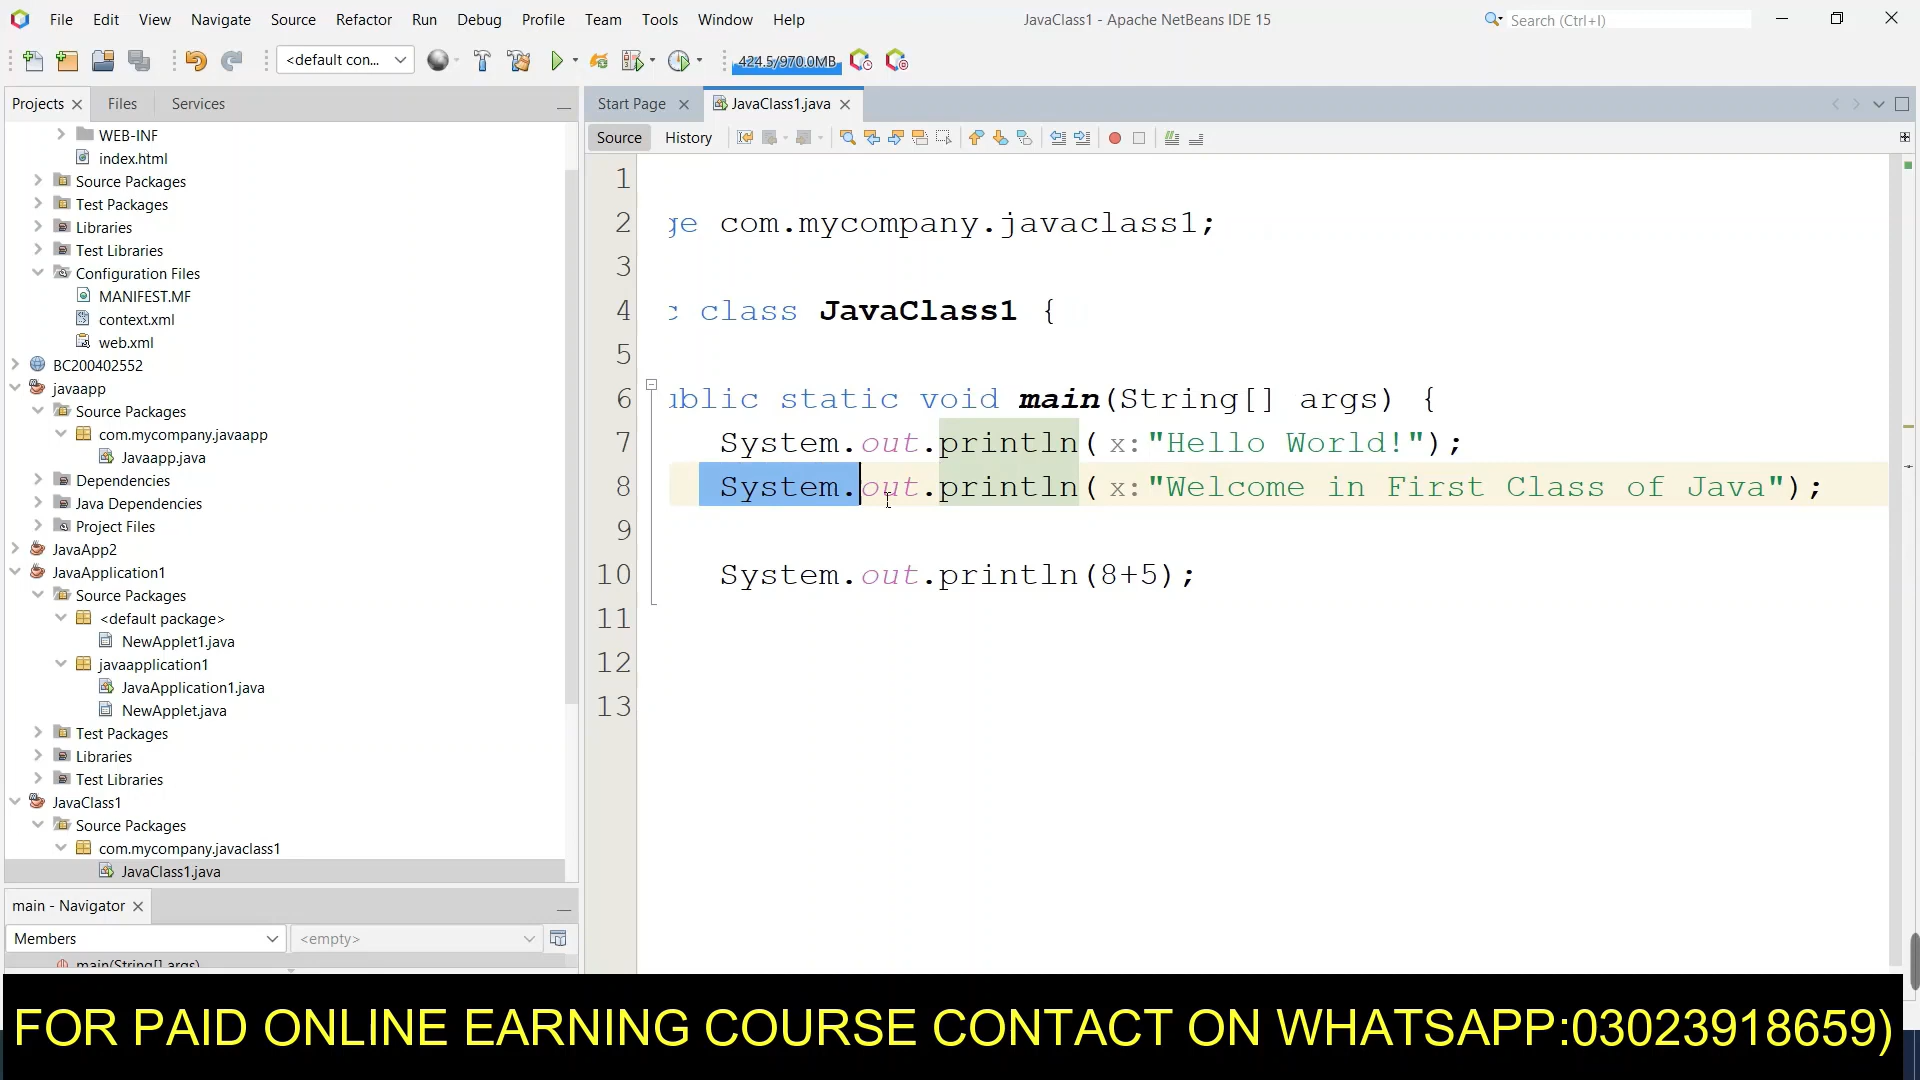 File Edit View Navigate Source Refactor Run Debug Profile Team Tools Window Help
JavaClass1 - Apache NetBeans IDE 15
Search (Ctrl+I)
<default con...
424.5/970.0MB
Projects Files Services
WEB-INF
index.html
Source Packages
Test Packages
Libraries
Test Libraries
Configuration Files
MANIFEST.MF
context.xml
web.xml
BC200402552
javaapp
Source Packages
com.mycompany.javaapp
Javaapp.java
Dependencies
Java Dependencies
Project Files
JavaApp2
JavaApplication1
Source Packages
<default package>
NewApplet1.java
javaapplication1
JavaApplication1.java
NewApplet.java
Test Packages
Libraries
Test Libraries
JavaClass1
Source Packages
com.mycompany.javaclass1
JavaClass1.java
main - Navigator
Members <empty>
main(String[] args)
Start Page JavaClass1.java
Source History
1
2 ge com.mycompany.javaclass1;
3
4 c class JavaClass1 {
5
6 ublic static void main(String[] args) {
7 System.out.println( x:"Hello World!");
8 System.out.println( x:"Welcome in First Class of Java");
9
10 System.out.println(8+5);
11
12
13
FOR PAID ONLINE EARNING COURSE CONTACT ON WHATSAPP:03023918659)